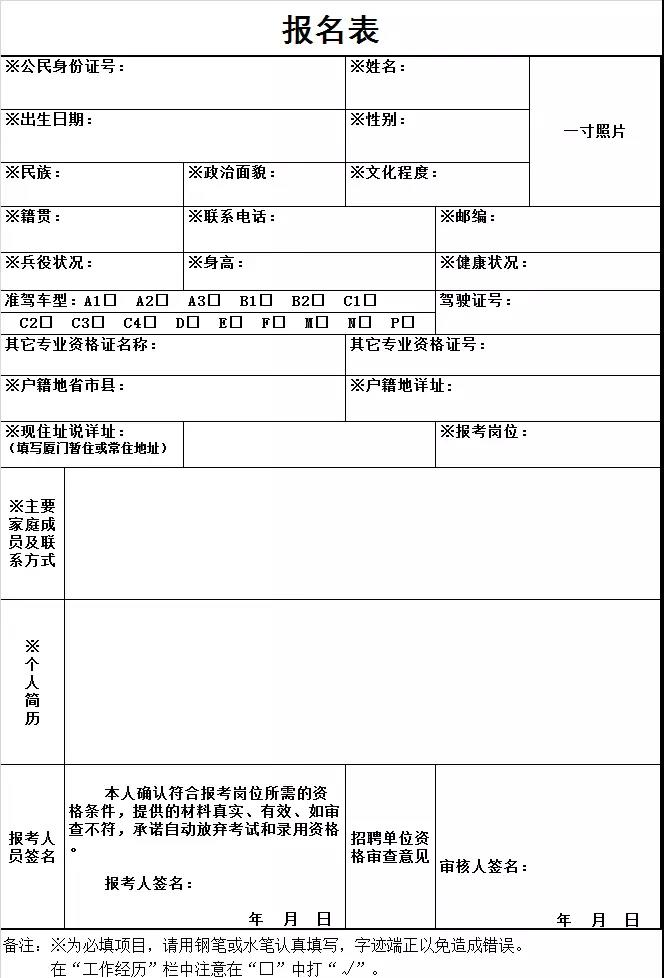 报名表
※公民身份证号：
※姓名：
一寸照片
※出生日期：
※性别：
※民族：
※政治面貌：
※文化程度：
※籍贯：
※联系电话：
※邮编：
※兵役状况：
※身高：
※健康状况：
准驾车型：A1□ A2□ A3□ B1□ B2□ C1□
C2□ C3□ C4□ D□ E□ F□ M□ N□ P□
驾驶证号：
其它专业资格证名称：
其它专业资格证号：
※户籍地省市县：
※户籍地详址:
※现住址说详址：
（填写厦门暂住或常住地址）
※报考岗位：
※主要
家庭成
员及联
系方式
※
个
人
简
历
报考人
员签名
本人确认符合报考岗位所需的资
格条件，提供的材料真实、有效、如审
查不符，承诺自动放弃考试和录用资格
。
报考人签名：
年 月 日
招聘单位资
格审查意见
审核人签名：
年 月 日
备注：※为必填项目，请用钢笔或水笔认真填写，字迹端正以免造成错误。
在“工作经历”栏中注意在“□”中打“√”。